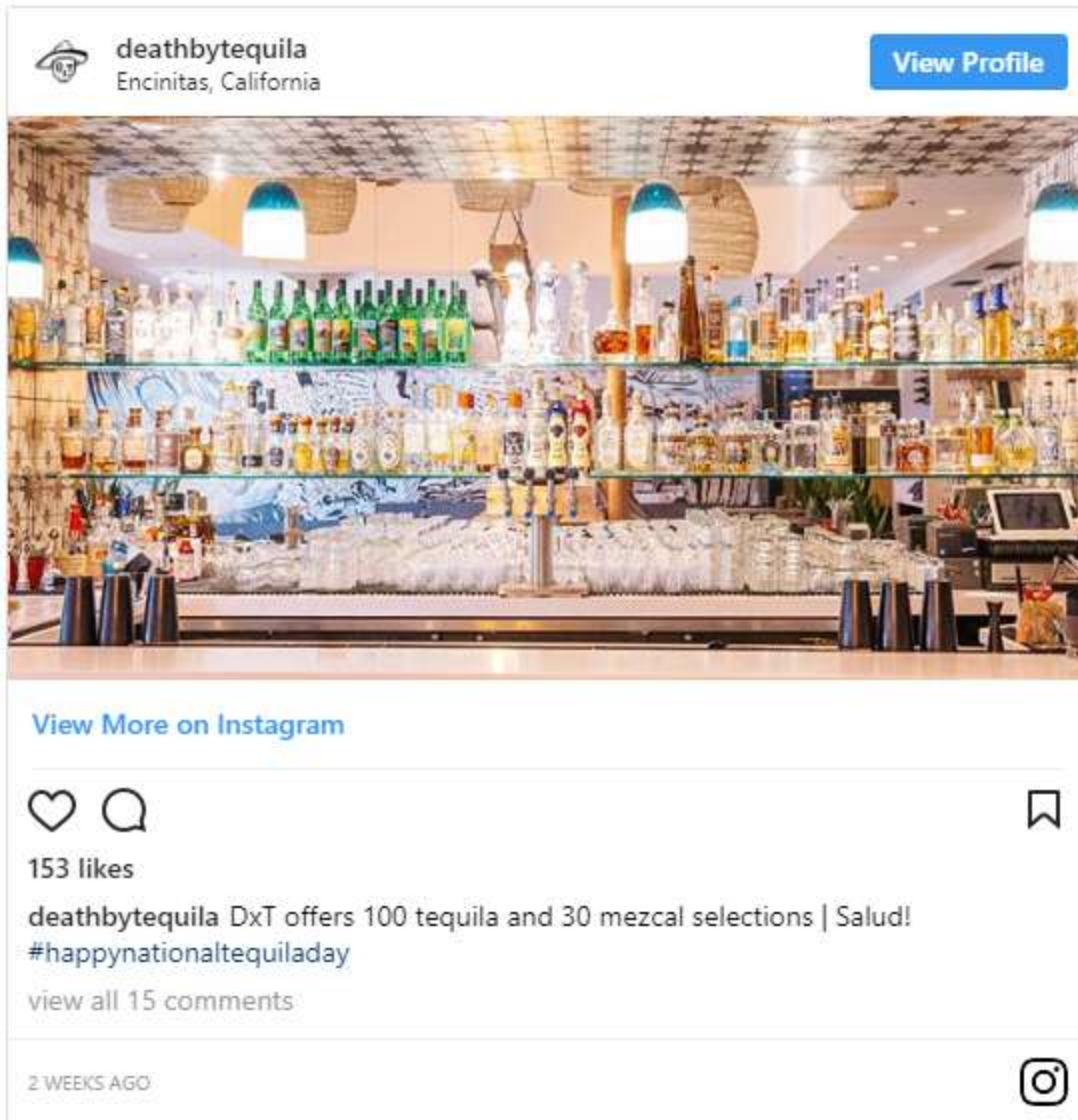 deathbytequila
Encinitas, California
View Profile
View More on Instagram
153 likes
deathbytequila DxT offers 100 tequila and 30 mezcal selections | Salud!
#happynationaltequiladay
view all 15 comments
2 WEEKS AGO